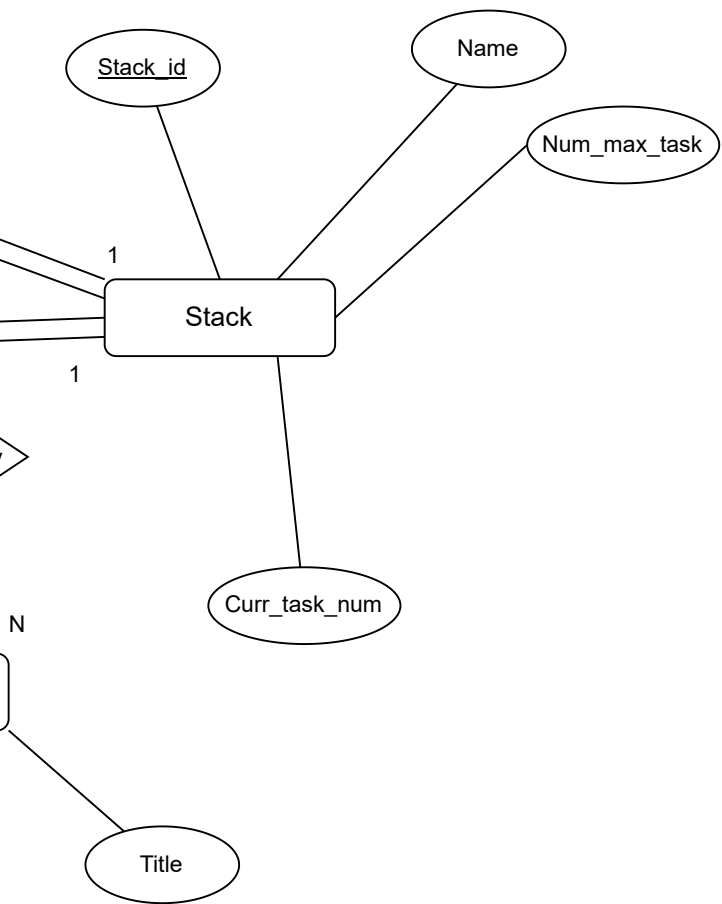 Name
Stack_id
Num_max_task
1
Stack
1
Curr_task_num
N
Title